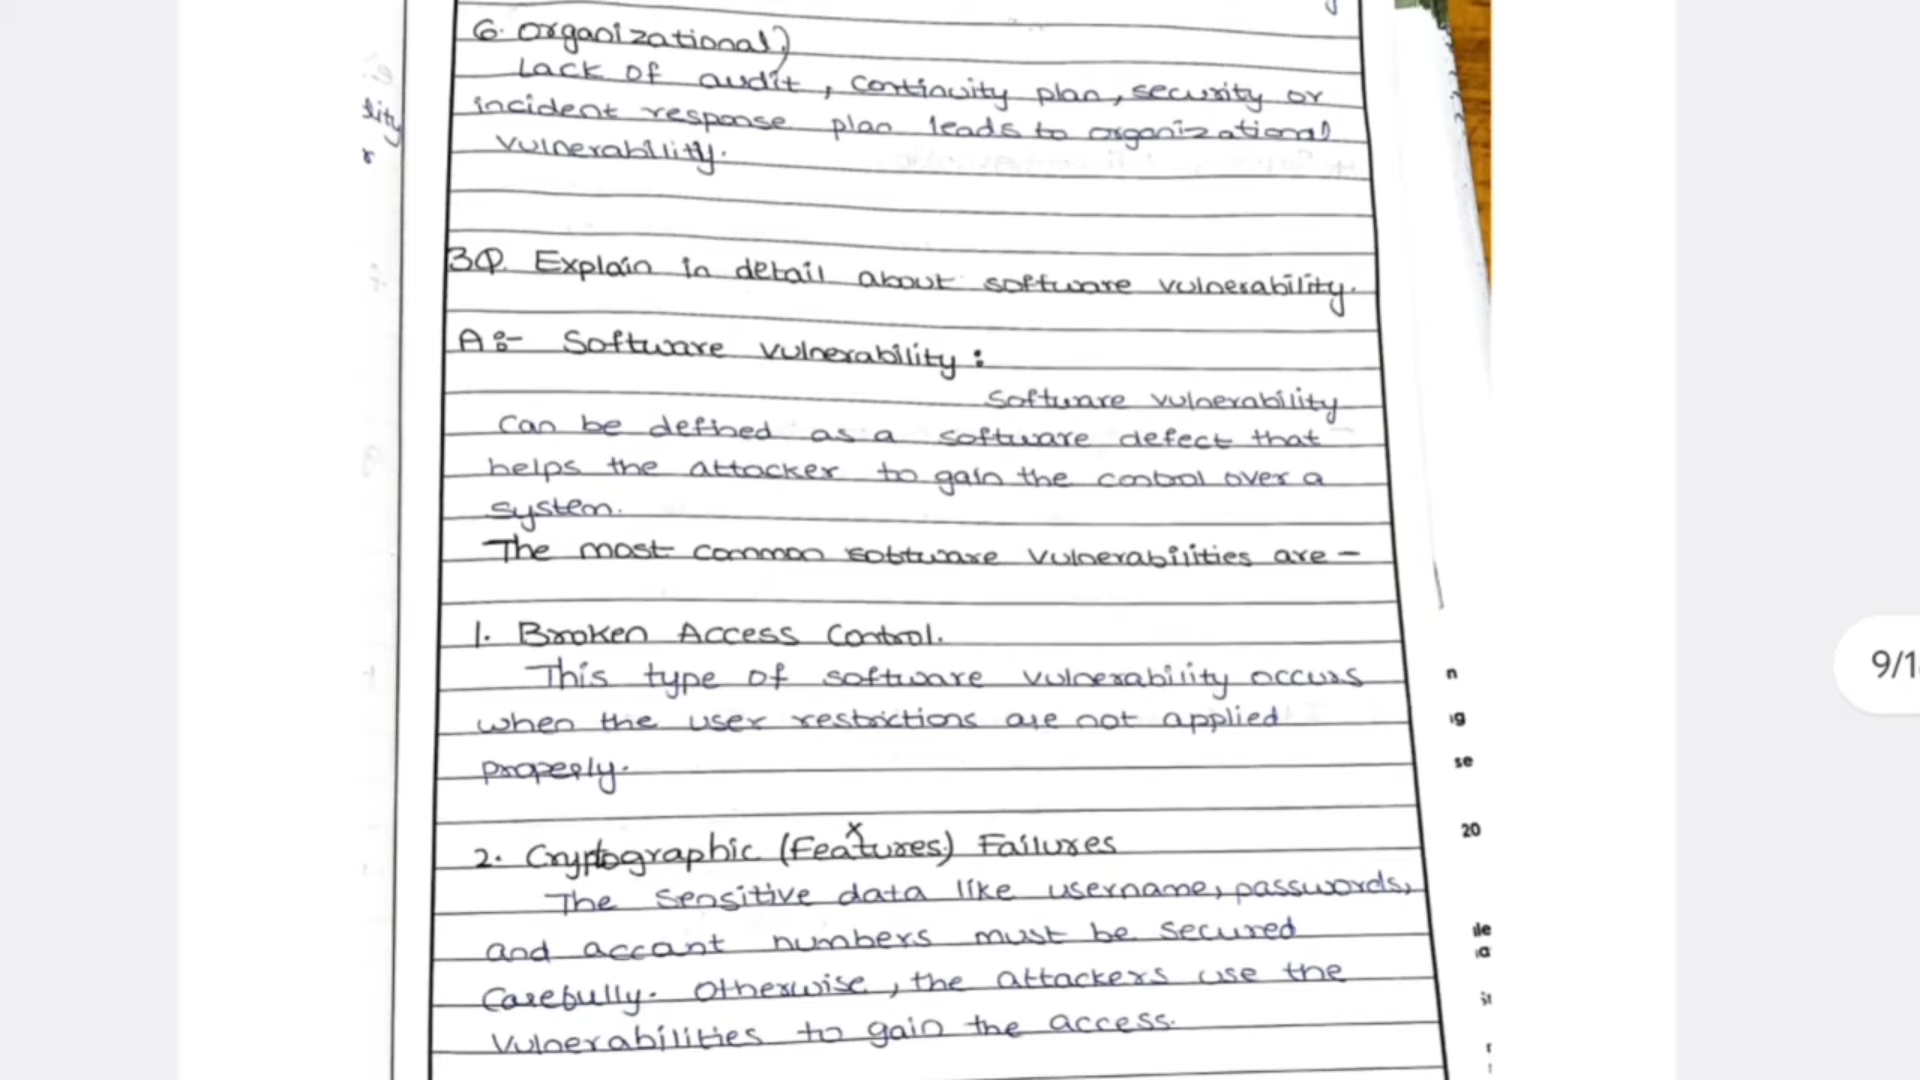 6. Organizational)
Lack of audit, continuity plan, security or
incident response plan leads to organizational
vulnerability.
3Q. Explain in detail about software vulnerability.
A:- Software vulnerability :
Software vulnerability
can be defined as a software defect that
helps the attacker to gain the control over a
system.
The most common software vulnerabilities are -
1. Broken Access Control.
This type of software vulnerability occurs
when the user restrictions are not applied
properly.
2. Cryptographic (Features) Failures
The sensitive data like username, passwords,
and accant numbers must be secured
carefully. Otherwise, the attackers use the
vulnerabilities to gain the access.
lity
r
n
ig
se
20
9/1